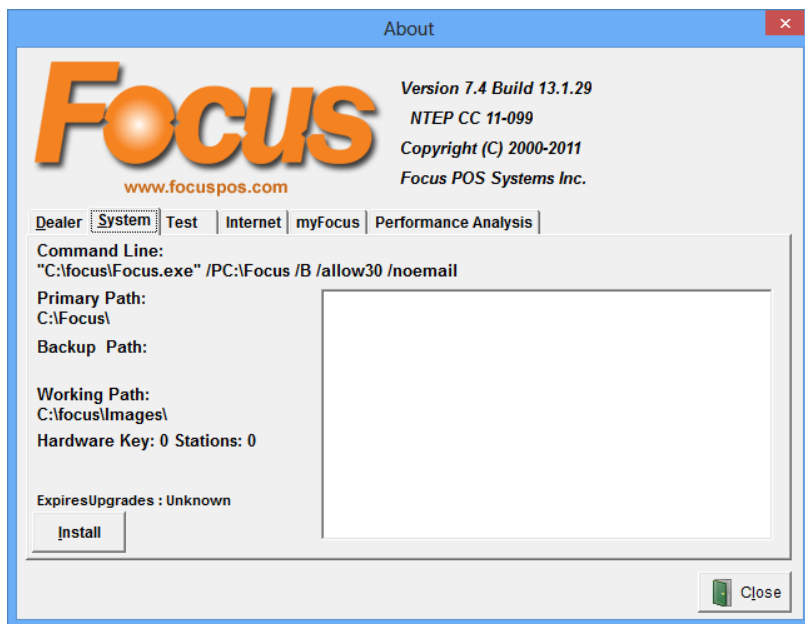 About
Focus
www.focuspos.com
Version 7.4 Build 13.1.29
NTEP CC 11-099
Copyright (C) 2000-2011
Focus POS Systems Inc.
Dealer System Test Internet myFocus Performance Analysis
Command Line:
"C:\focus\Focus.exe" /PC:\Focus /B /allow30 /noemail
Primary Path:
C:\Focus\
Backup Path:
Working Path:
C:\focus\Images\
Hardware Key: 0 Stations: 0
ExpiresUpgrades : Unknown
Install
Close